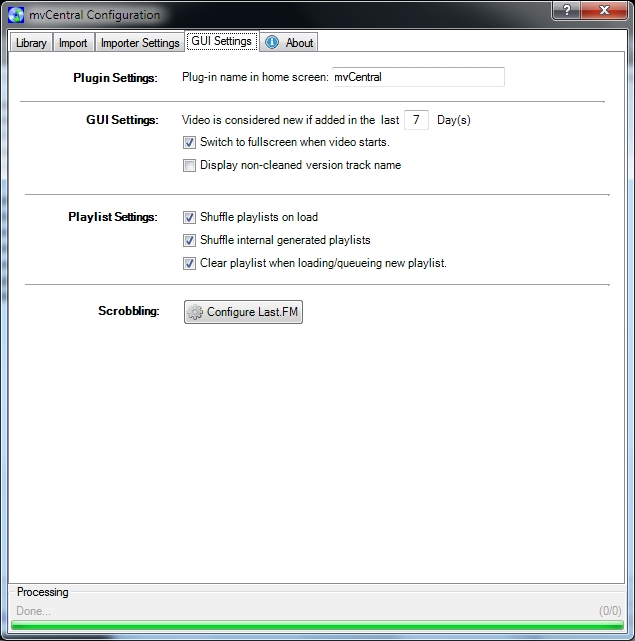 mvCentral Configuration
?
Library Import Importer Settings GUI Settings About
Plugin Settings: Plug-in name in home screen: mvCentral
GUI Settings: Video is considered new if added in the last 7 Day(s)
Switch to fullscreen when video starts.
Display non-cleaned version track name
Playlist Settings: Shuffle playlists on load
Shuffle internal generated playlists
Clear playlist when loading/queueing new playlist.
Scrobbling: Configure Last.FM
Processing
Done... (0/0)